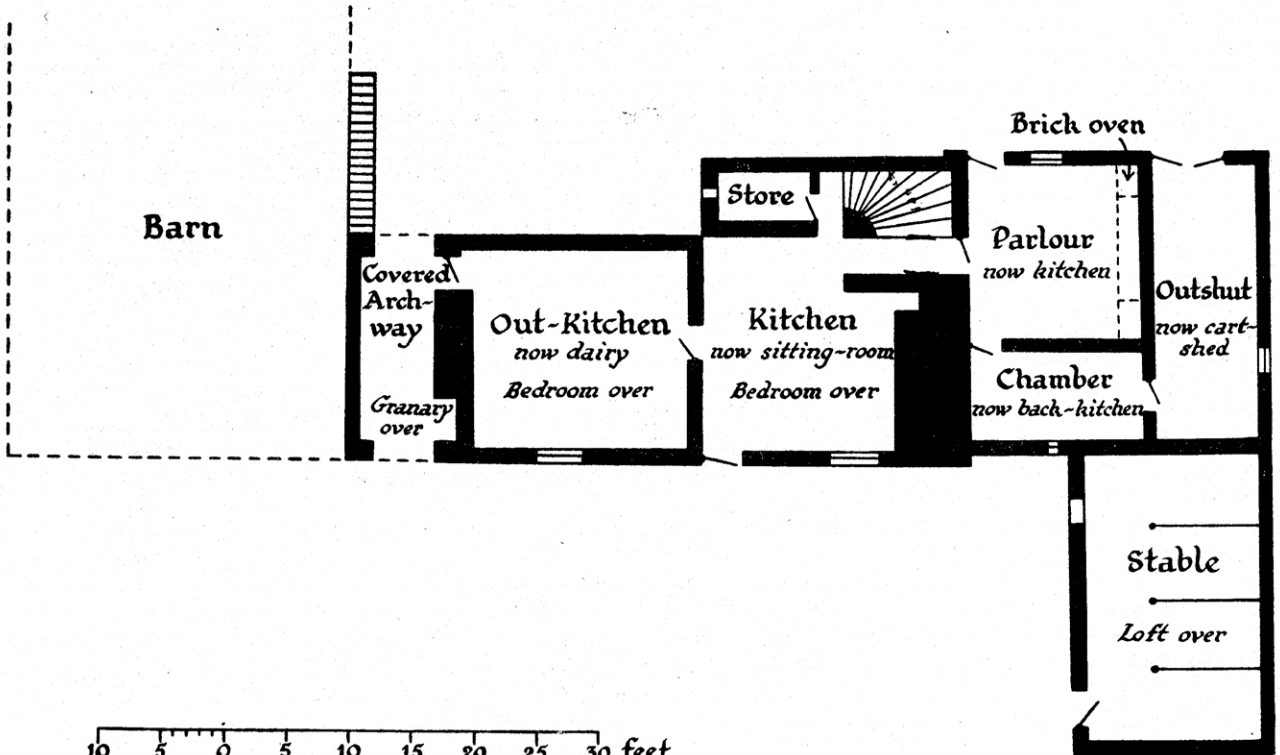 Brick oven
Barn
Store
Parlour
now kitchen
Covered
Arch-
way
Out-Kitchen
now dairy
Bedroom over
Kitchen
now sitting-room
Bedroom over
Outshut
now cart-
shed
Chamber
now back-kitchen
Granary
over
Stable
Loft over
10 5 0 5 10 15 20 25 30 feet